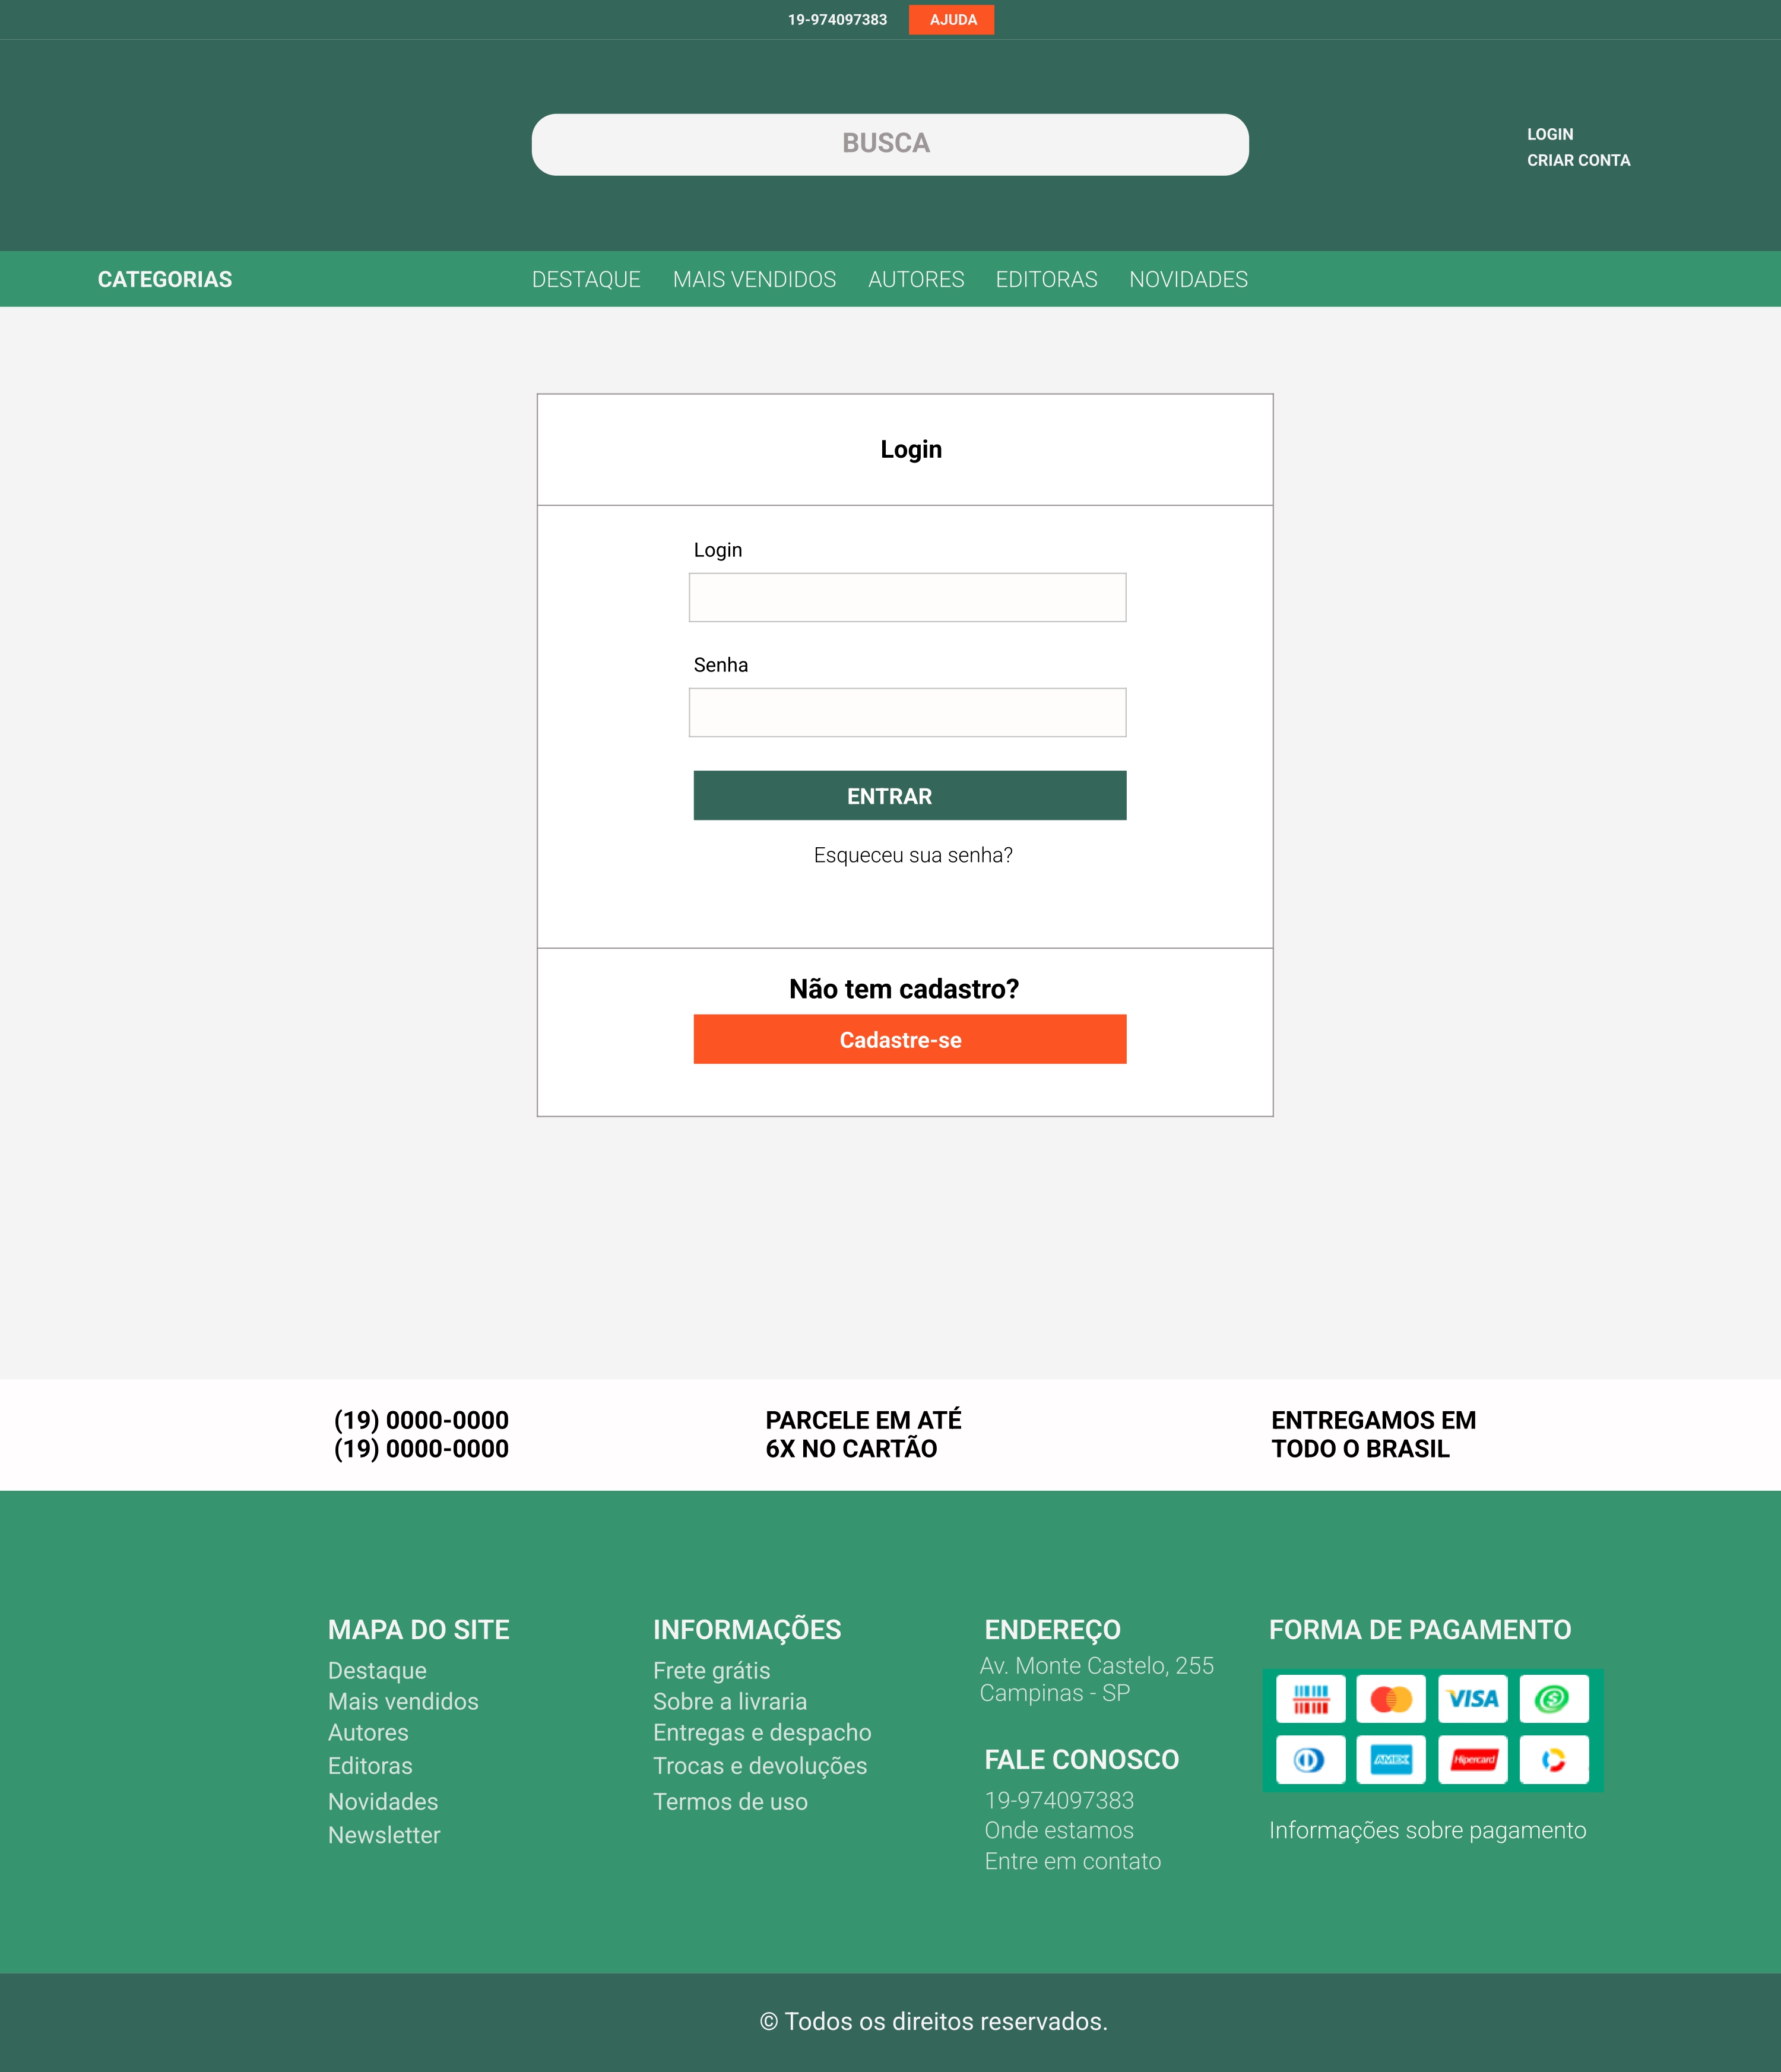 19-974097383
AJUDA
BUSCA
LOGIN
CRIAR CONTA
CATEGORIAS
DESTAQUE
MAIS VENDIDOS
AUTORES
EDITORAS
NOVIDADES
Login
Login
Senha
ENTRAR
Esqueceu sua senha?
Não tem cadastro?
Cadastre-se
(19) 0000-0000
(19) 0000-0000
PARCELE EM ATÉ
6X NO CARTÃO
ENTREGAMOS EM
TODO O BRASIL
MAPA DO SITE
Destaque
Mais vendidos
Autores
Editoras
Novidades
Newsletter
INFORMAÇÕES
Frete grátis
Sobre a livraria
Entregas e despacho
Trocas e devoluções
Termos de uso
ENDEREÇO
Av. Monte Castelo, 255
Campinas - SP
FALE CONOSCO
19-974097383
Onde estamos
Entre em contato
FORMA DE PAGAMENTO
VISA
AMEX
Hipercard
Informações sobre pagamento
© Todos os direitos reservados.